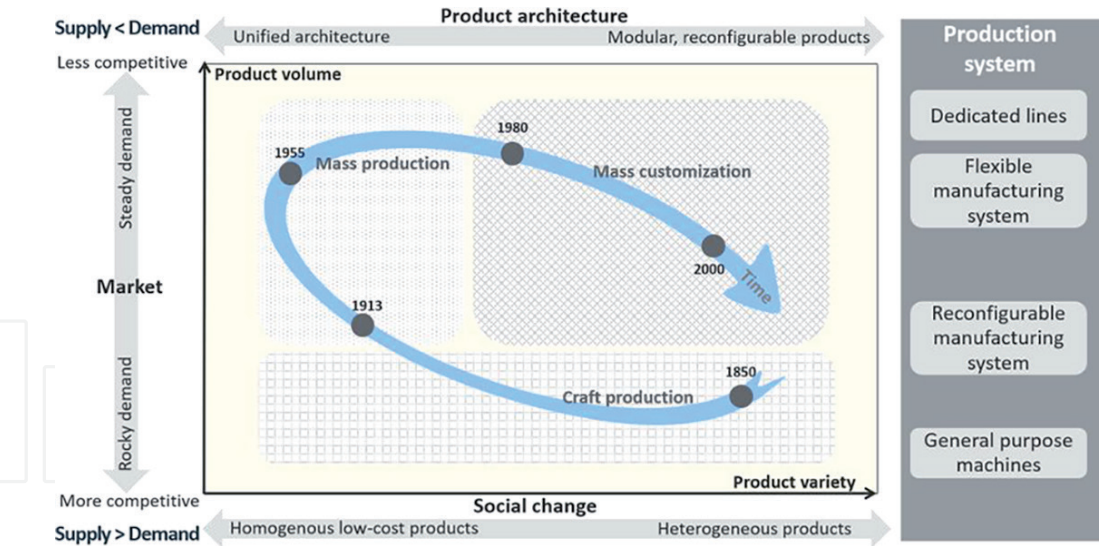 Product architecture
Supply < Demand
Unified architecture
Modular, reconfigurable products
Less competitive
Product volume
Steady demand
Market
Rocky demand
1955
Mass production
1980
Mass customization
2000
Time
1913
1850
Craft production
Product variety
More competitive
Social change
Supply > Demand
Homogenous low-cost products
Heterogeneous products
Production
system
Dedicated lines
Flexible
manufacturing
system
Reconfigurable
manufacturing
system
General purpose
machines